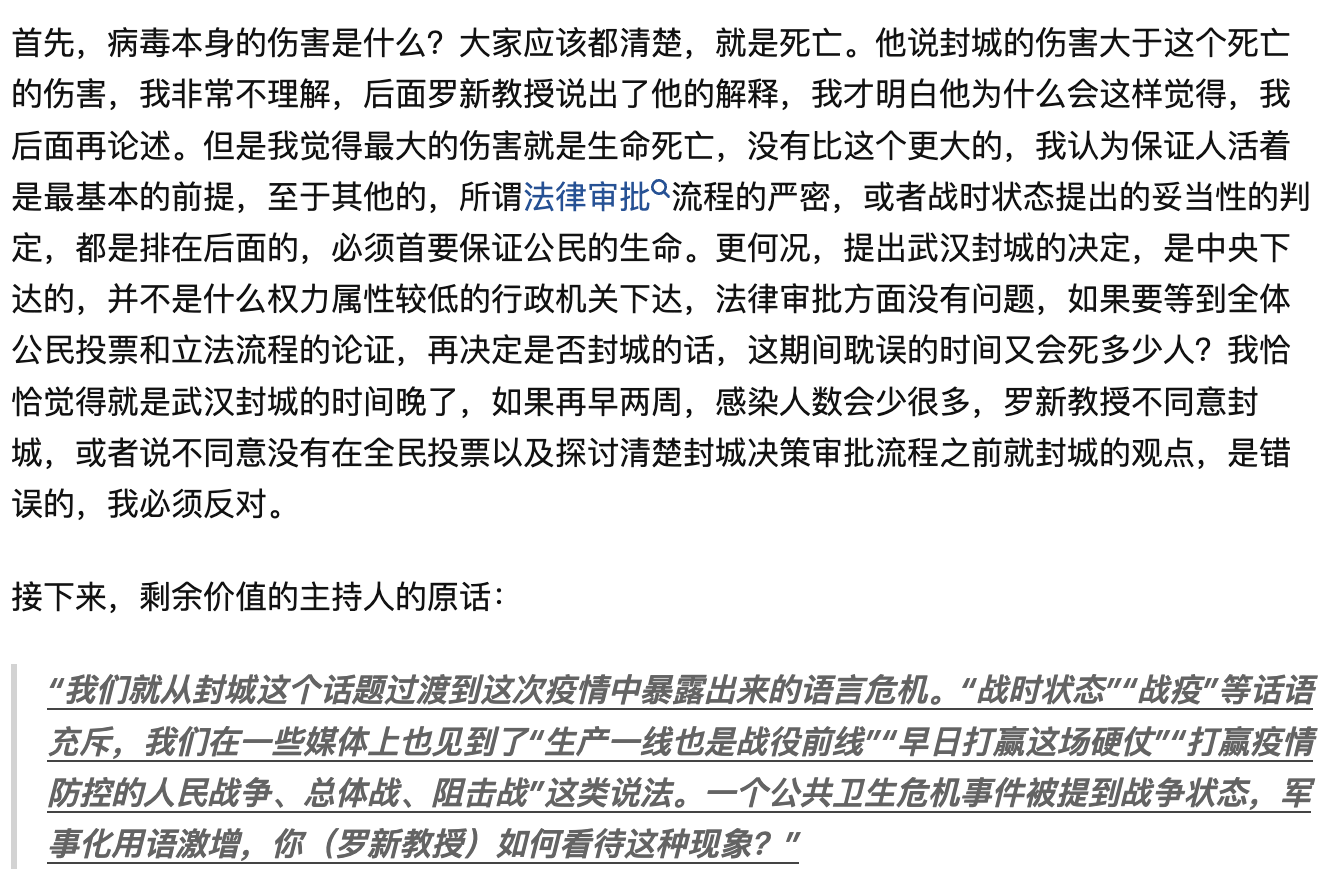 首先，病毒本身的伤害是什么？大家应该都清楚，就是死亡。他说封城的伤害大于这个死亡
的伤害，我非常不理解，后面罗新教授说出了他的解释，我才明白他为什么会这样觉得，我
后面再论述。但是我觉得最大的伤害就是生命死亡，没有比这个更大的，我认为保证人活着
是最基本的前提，至于其他的，所谓法律审批流程的严密，或者战时状态提出的妥当性的判
定，都是排在后面的，必须首要保证公民的生命。更何况，提出武汉封城的决定，是中央下
达的，并不是什么权力属性较低的行政机关下达，法律审批方面没有问题，如果要等到全体
公民投票和立法流程的论证，再决定是否封城的话，这期间耽误的时间又会死多少人？我恰
恰觉得就是武汉封城的时间晚了，如果再早两周，感染人数会少很多，罗新教授不同意封
城，或者说不同意没有在全民投票以及探讨清楚封城决策审批流程之前就封城的观点，是错
误的，我必须反对。
接下来，剩余价值的主持人的原话：
“我们就从封城这个话题过渡到这次疫情中暴露出来的语言危机。“战时状态”“战疫”等话语
充斥，我们在一些媒体上也见到了“生产一线也是战役前线”“早日打赢这场硬仗”“打赢疫情
防控的人民战争、总体战、阻击战”这类说法。一个公共卫生危机事件被提到战争状态，军
事化用语激增，你（罗新教授）如何看待这种现象？”